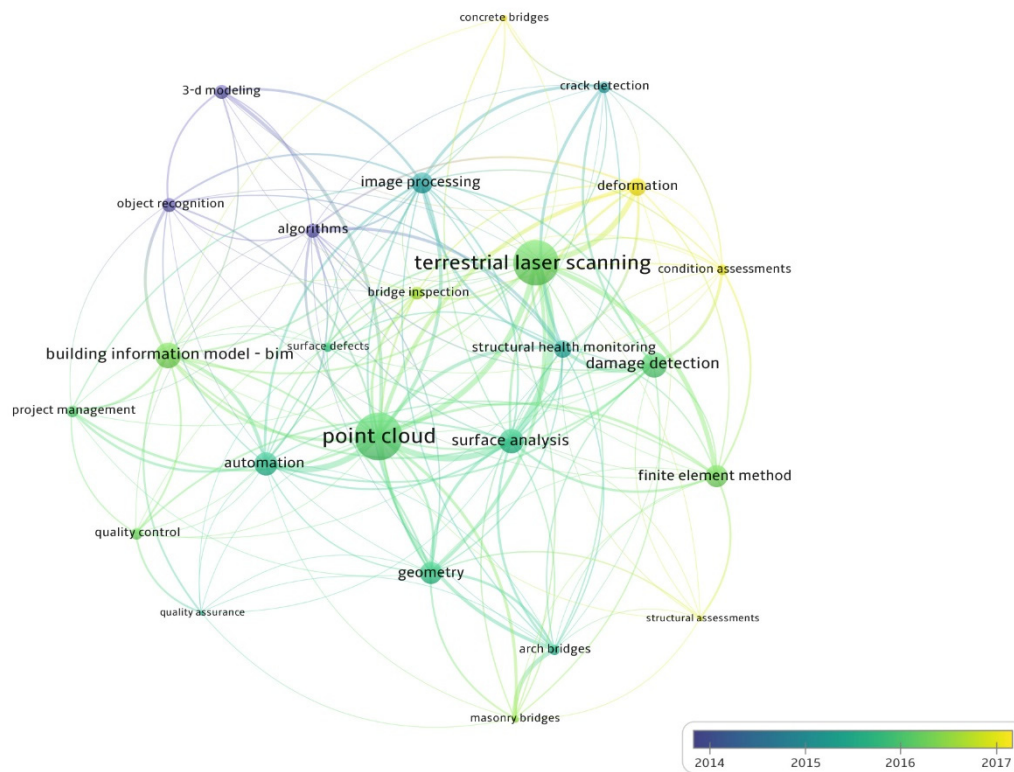 concrete bridges
crack detection
3-d modeling
image processing
deformation
object recognition
algorithms
terrestrial laser scanning
condition assessments
bridge inspection
surface defects
structural health monitoring
building information model - bim
damage detection
project management
point cloud
surface analysis
automation
finite element method
quality control
geometry
quality assurance
structural assessments
arch bridges
masonry bridges
2014 2015 2016 2017